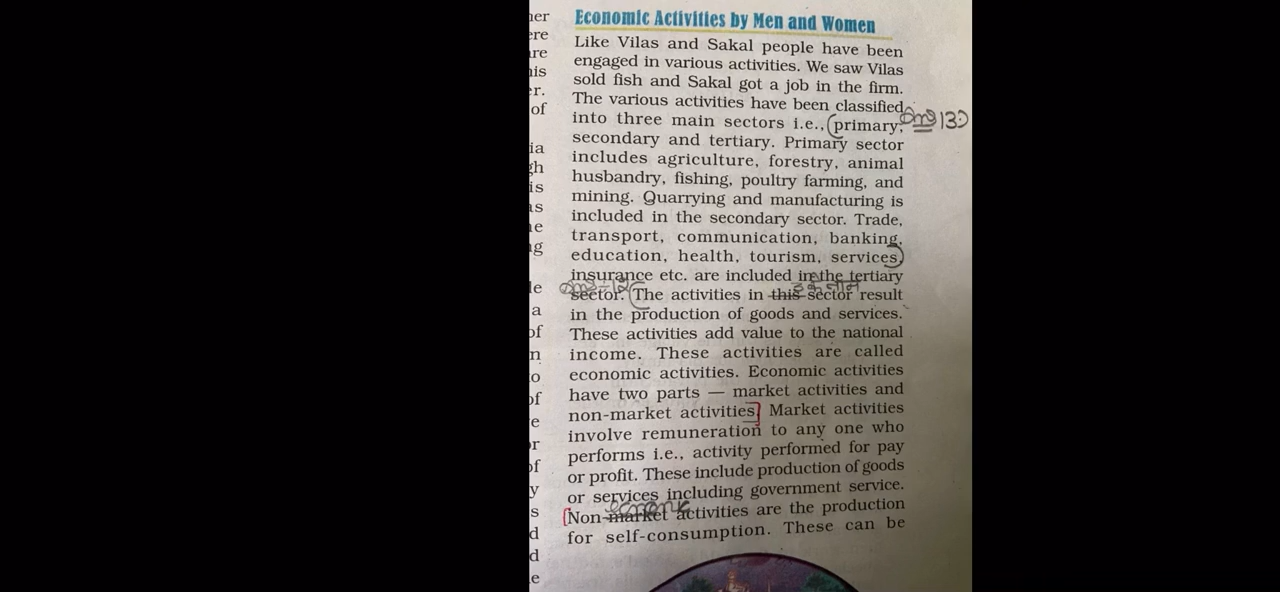 Economic Activities by Men and Women
Like Vilas and Sakal people have been
engaged in various activities. We saw Vilas
sold fish and Sakal got a job in the firm.
The various activities have been classified
into three main sectors i.e., primary,
secondary and tertiary. Primary sector
includes agriculture, forestry, animal
husbandry, fishing, poultry farming, and
mining. Quarrying and manufacturing is
included in the secondary sector. Trade,
transport, communication, banking,
education, health, tourism, services,
insurance etc. are included in the tertiary
sector. The activities in this sector result
in the production of goods and services.
These activities add value to the national
income. These activities are called
economic activities. Economic activities
have two parts — market activities and
non-market activities. Market activities
involve remuneration to any one who
performs i.e., activity performed for pay
or profit. These include production of goods
or services including government service.
economic
Non-market activities are the production
for self-consumption. These can be